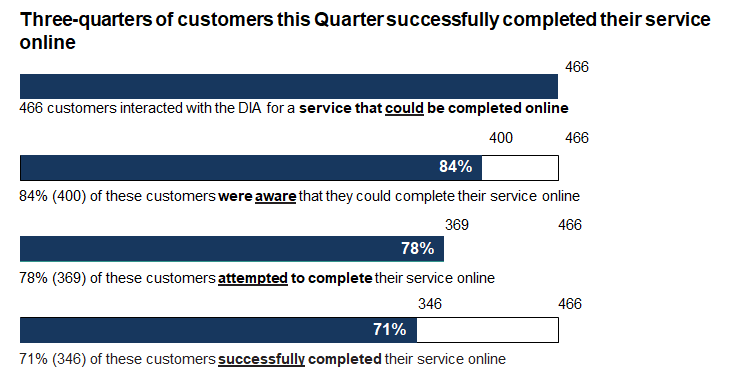 Three-quarters of customers this Quarter successfully completed their service
online
466
466 customers interacted with the DIA for a service that could be completed online
400 466
84%
84% (400) of these customers were aware that they could complete their service online
369 466
78%
78% (369) of these customers attempted to complete their service online
346 466
71%
71% (346) of these customers successfully completed their service online